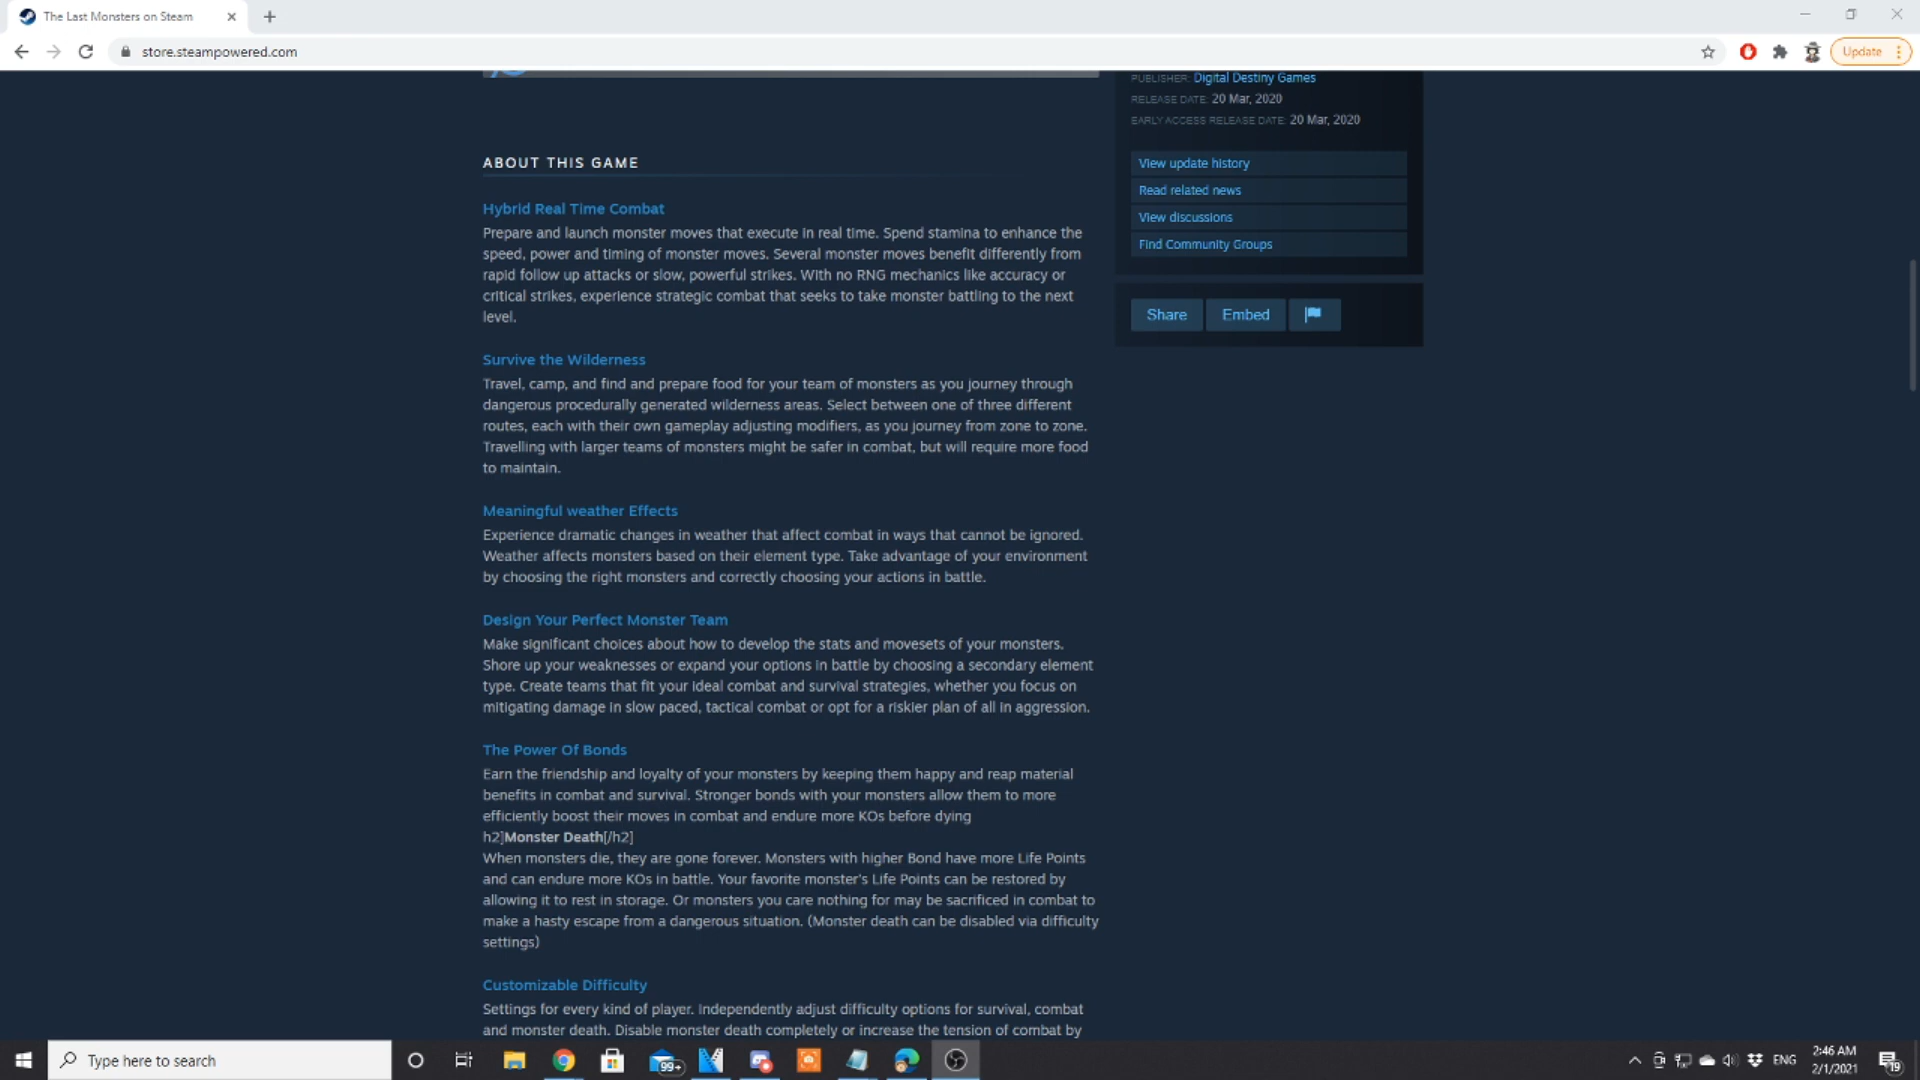 The Last Monsters on Steam
store.steampowered.com
Update
PUBLISHER: Digital Destiny Games
RELEASE DATE: 20 Mar, 2020
EARLY ACCESS RELEASE DATE: 20 Mar, 2020
View update history
Read related news
View discussions
Find Community Groups
Share Embed
ABOUT THIS GAME
Hybrid Real Time Combat
Prepare and launch monster moves that execute in real time. Spend stamina to enhance the
speed, power and timing of monster moves. Several monster moves benefit differently from
rapid follow up attacks or slow, powerful strikes. With no RNG mechanics like accuracy or
critical strikes, experience strategic combat that seeks to take monster battling to the next
level.
Survive the Wilderness
Travel, camp, and find and prepare food for your team of monsters as you journey through
dangerous procedurally generated wilderness areas. Select between one of three different
routes, each with their own gameplay adjusting modifiers, as you journey from zone to zone.
Travelling with larger teams of monsters might be safer in combat, but will require more food
to maintain.
Meaningful weather Effects
Experience dramatic changes in weather that affect combat in ways that cannot be ignored.
Weather affects monsters based on their element type. Take advantage of your environment
by choosing the right monsters and correctly choosing your actions in battle.
Design Your Perfect Monster Team
Make significant choices about how to develop the stats and movesets of your monsters.
Shore up your weaknesses or expand your options in battle by choosing a secondary element
type. Create teams that fit your ideal combat and survival strategies, whether you focus on
mitigating damage in slow paced, tactical combat or opt for a riskier plan of all in aggression.
The Power Of Bonds
Earn the friendship and loyalty of your monsters by keeping them happy and reap material
benefits in combat and survival. Stronger bonds with your monsters allow them to more
efficiently boost their moves in combat and endure more KOs before dying
h2]Monster Death[/h2]
When monsters die, they are gone forever. Monsters with higher Bond have more Life Points
and can endure more KOs in battle. Your favorite monster's Life Points can be restored by
allowing it to rest in storage. Or monsters you care nothing for may be sacrificed in combat to
make a hasty escape from a dangerous situation. (Monster death can be disabled via difficulty
settings)
Customizable Difficulty
Settings for every kind of player. Independently adjust difficulty options for survival, combat
and monster death. Disable monster death completely or increase the tension of combat by
Type here to search
99+
ENG
2:46 AM
2/1/2021
19